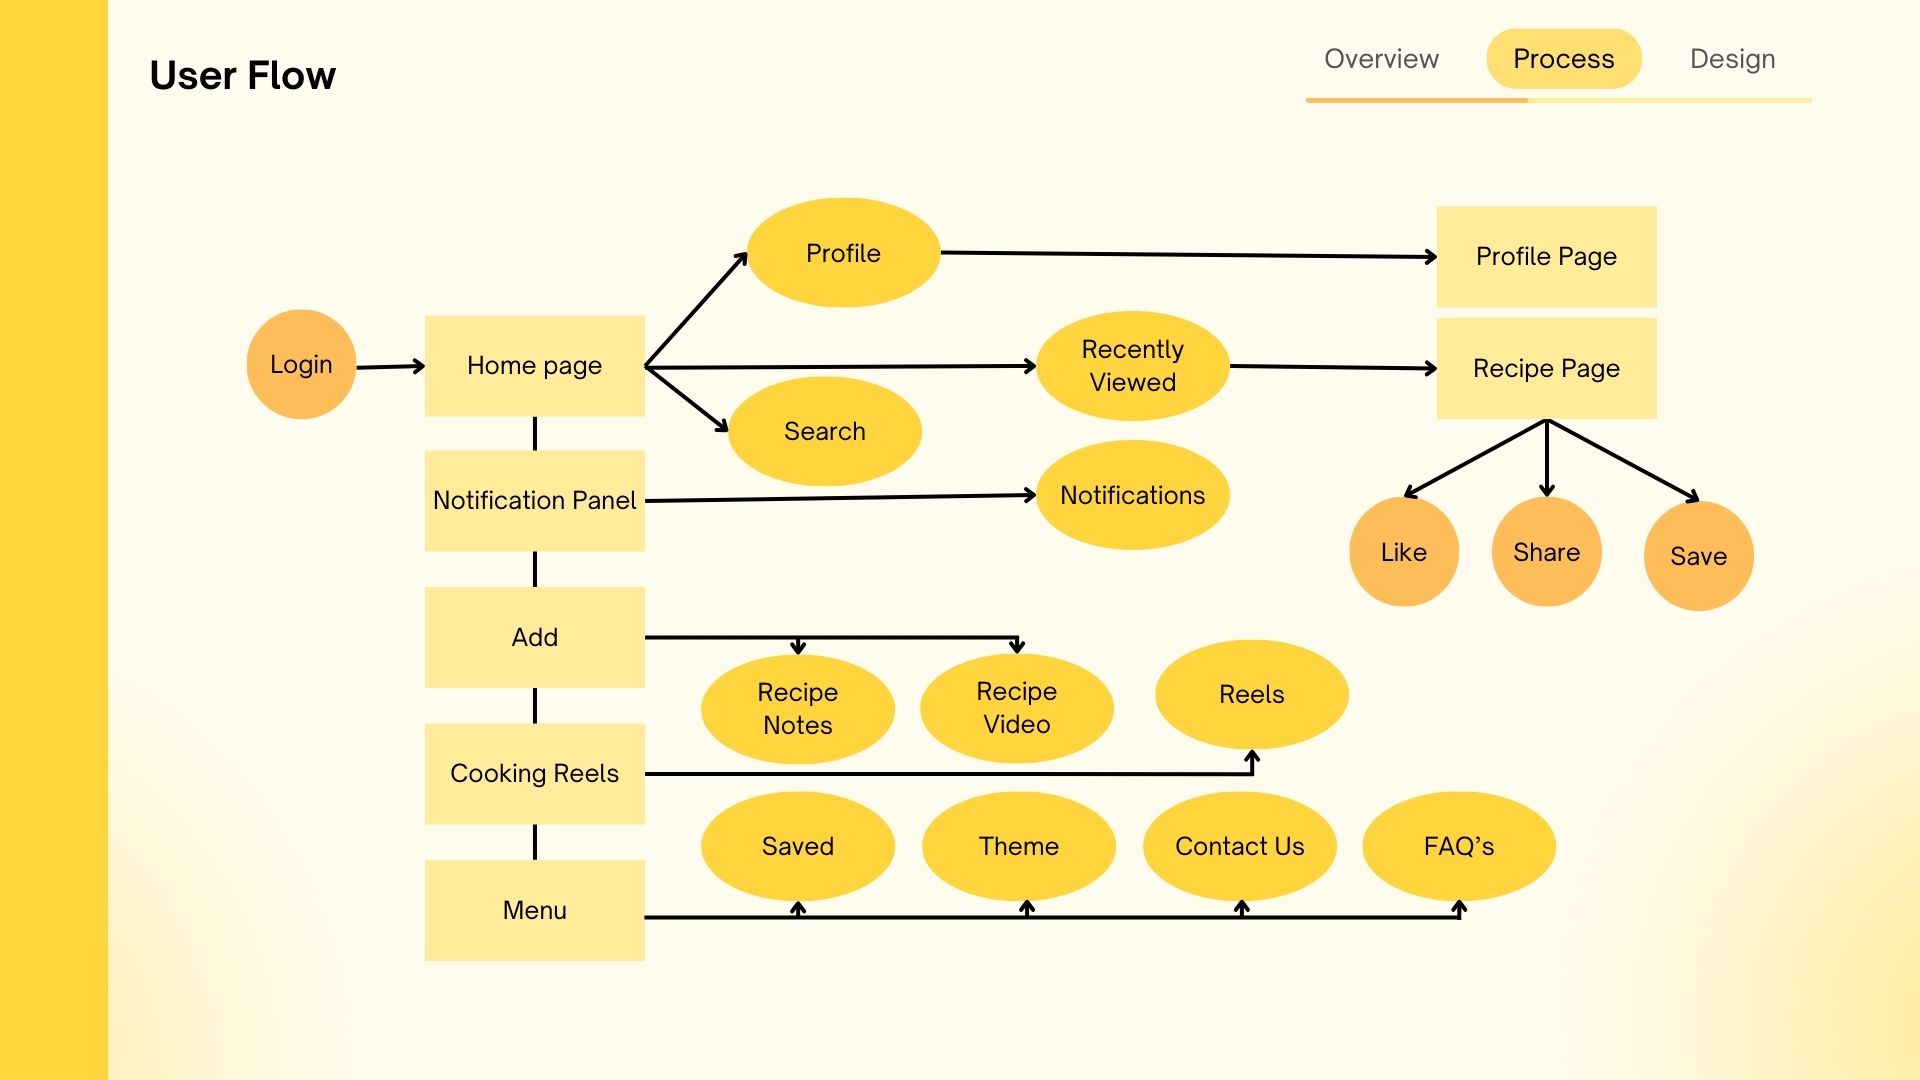 User Flow
Overview
Process
Design
Profile
Profile Page
Login
Home page
Recently
Viewed
Recipe Page
Search
Notification Panel
Notifications
Like
Share
Save
Add
Recipe
Notes
Recipe
Video
Reels
Cooking Reels
Saved
Theme
Contact Us
FAQ’s
Menu